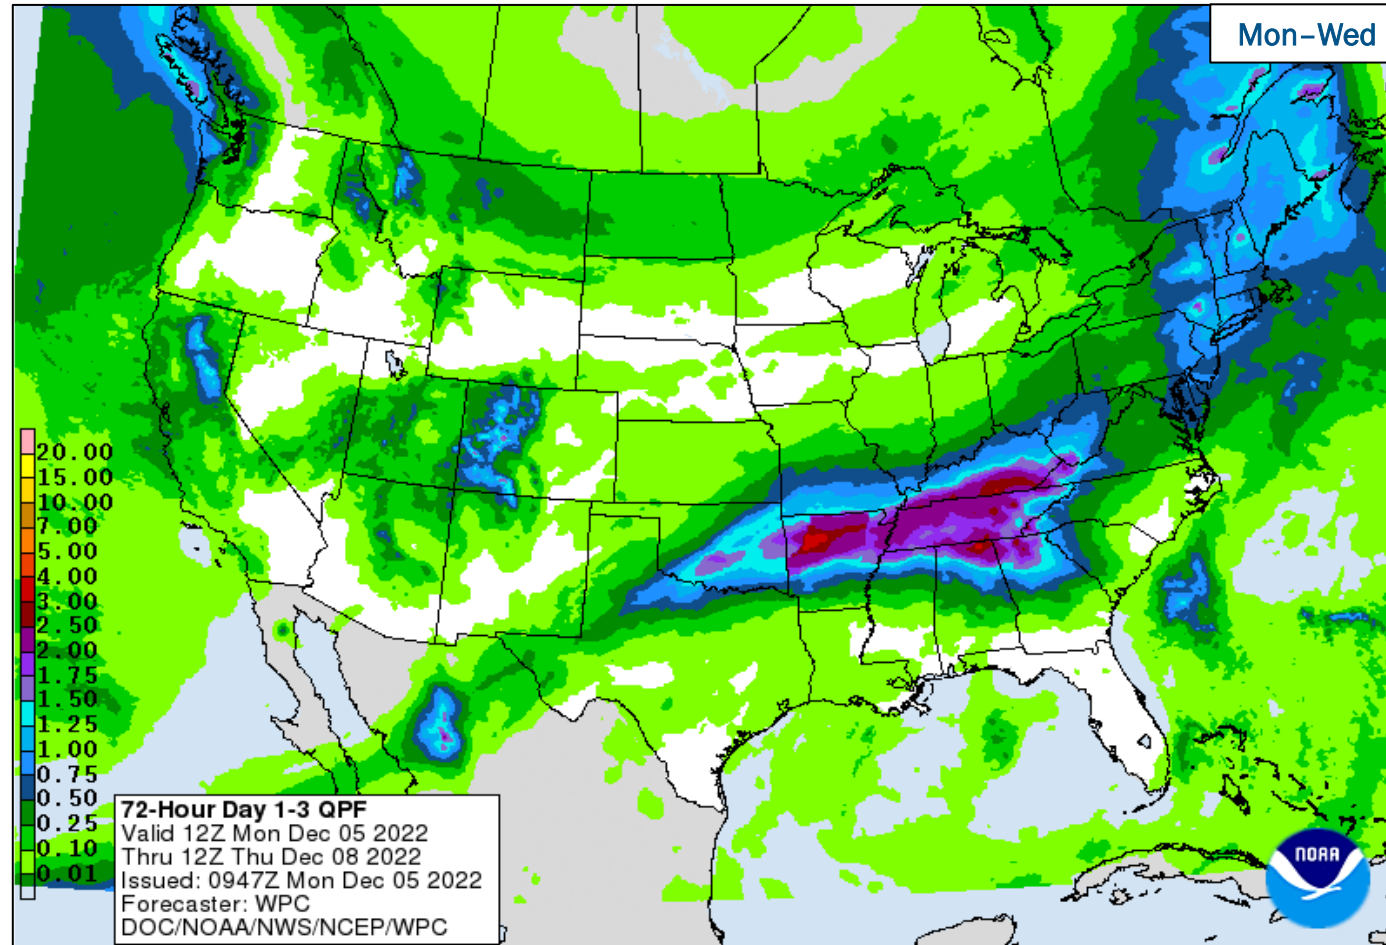 Mon–Wed
20.00
15.00
10.00
7.00
5.00
4.00
3.00
2.50
2.00
1.75
1.50
1.25
1.00
0.75
0.50
0.25
0.10
0.01
72-Hour Day 1-3 QPF
Valid 12Z Mon Dec 05 2022
Thru 12Z Thu Dec 08 2022
Issued: 0947Z Mon Dec 05 2022
Forecaster: WPC
DOC/NOAA/NWS/NCEP/WPC
NOAA